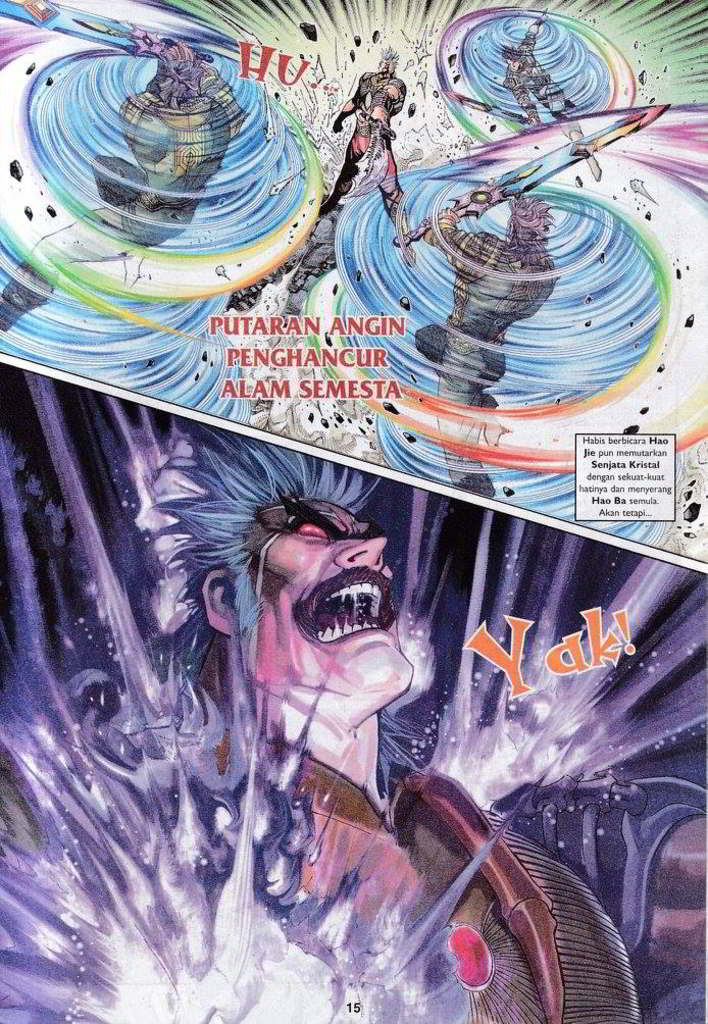 HU...
PUTARAN ANGIN
PENGHANCUR
ALAM SEMESTA
Habis berbicara Hao
Jie pun memutarkan
Senjata Kristal
dengan sekuat-kuat
hatinya dan menyerang
Hao Ba semula.
Akan tetapi...
Yak!
15